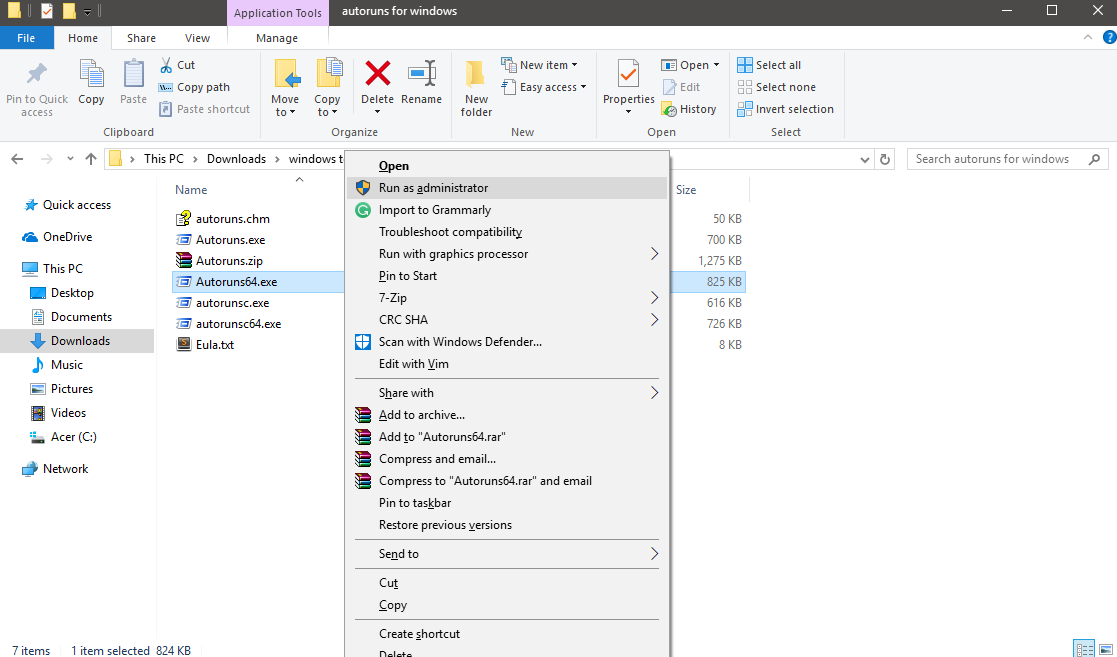 Application Tools
autoruns for windows
File
Home
Share
View
Manage
Pin to Quick access
Copy
Paste
Cut
Copy path
Paste shortcut
Clipboard
Move to
Copy to
Delete
Rename
Organize
New folder
New item
Easy access
New
Properties
Open
Edit
History
Open
Select all
Select none
Invert selection
Select
This PC
Downloads
windows t
Search autoruns for windows
Quick access
OneDrive
This PC
Desktop
Documents
Downloads
Music
Pictures
Videos
Acer (C:)
Network
Name
Size
autoruns.chm
50 KB
Autoruns.exe
700 KB
Autoruns.zip
1,275 KB
Autoruns64.exe
825 KB
autorunsc.exe
616 KB
autorunsc64.exe
726 KB
Eula.txt
8 KB
Open
Run as administrator
Import to Grammarly
Troubleshoot compatibility
Run with graphics processor
Pin to Start
7-Zip
CRC SHA
Scan with Windows Defender...
Edit with Vim
Share with
Add to archive...
Add to "Autoruns64.rar"
Compress and email...
Compress to "Autoruns64.rar" and email
Pin to taskbar
Restore previous versions
Send to
Cut
Copy
Create shortcut
Delete
7 items
1 item selected 824 KB